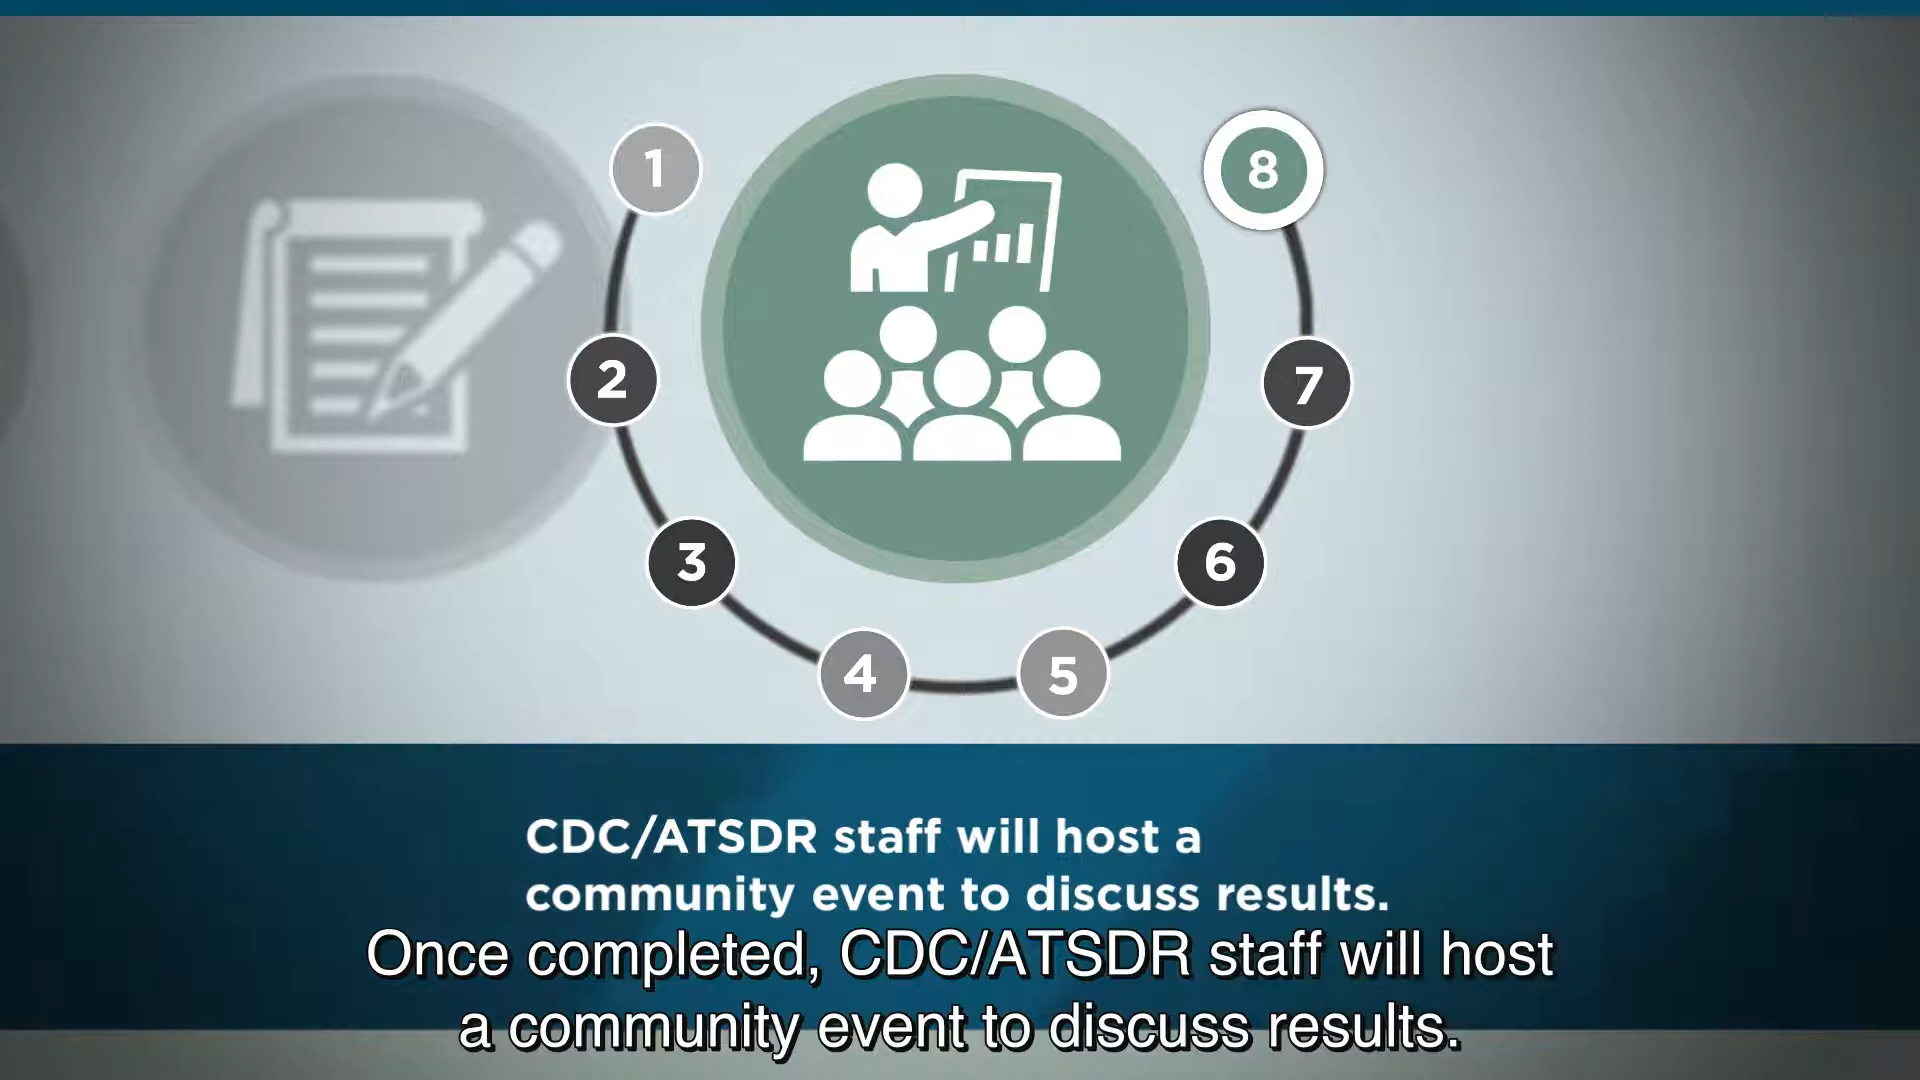 1
8
2
7
3
6
4
5
CDC/ATSDR staff will host a
community event to discuss results.
Once completed, CDC/ATSDR staff will host
a community event to discuss results.